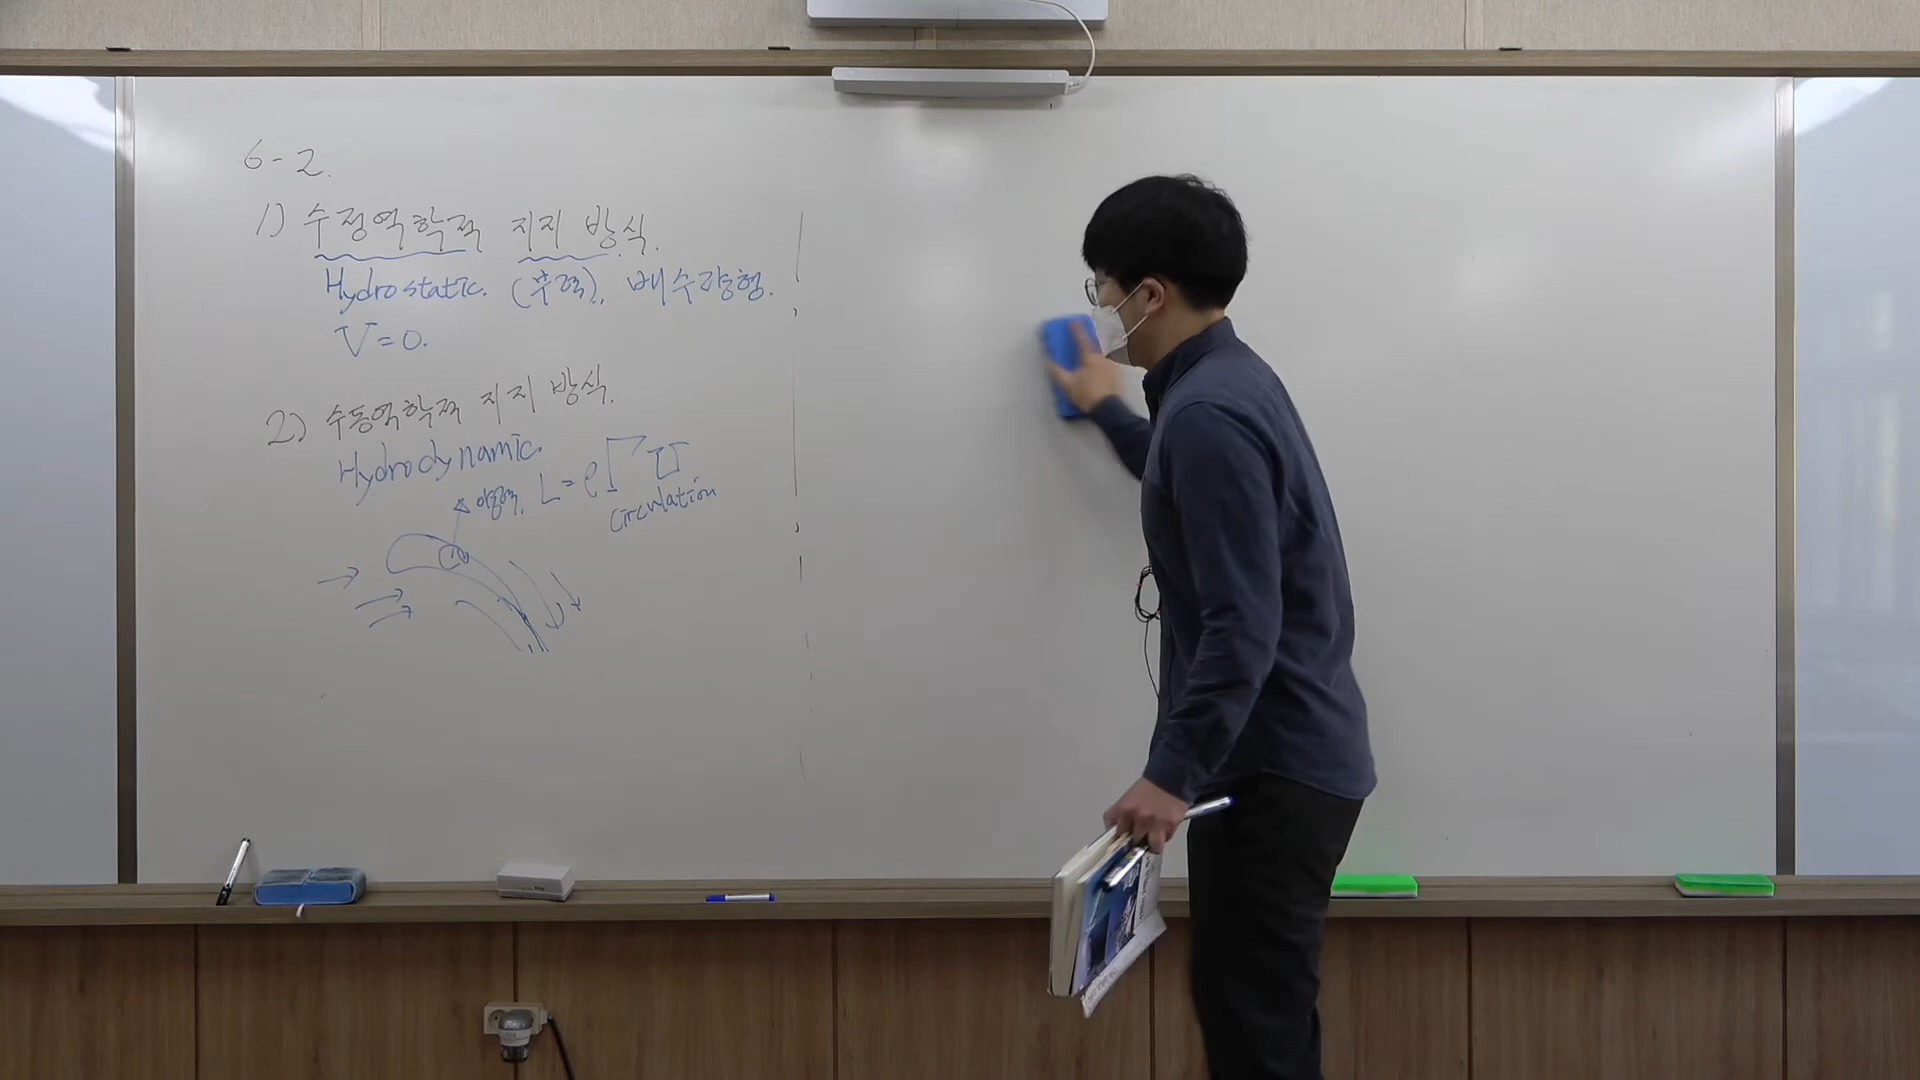 6-2.
1) 수정역학적 지지 방식.
Hydrostatic. (부력), 배수량형.
V=0.
2) 수동역학적 지지 방식.
Hydrodynamic.
양력, L=ρΓU
circulation